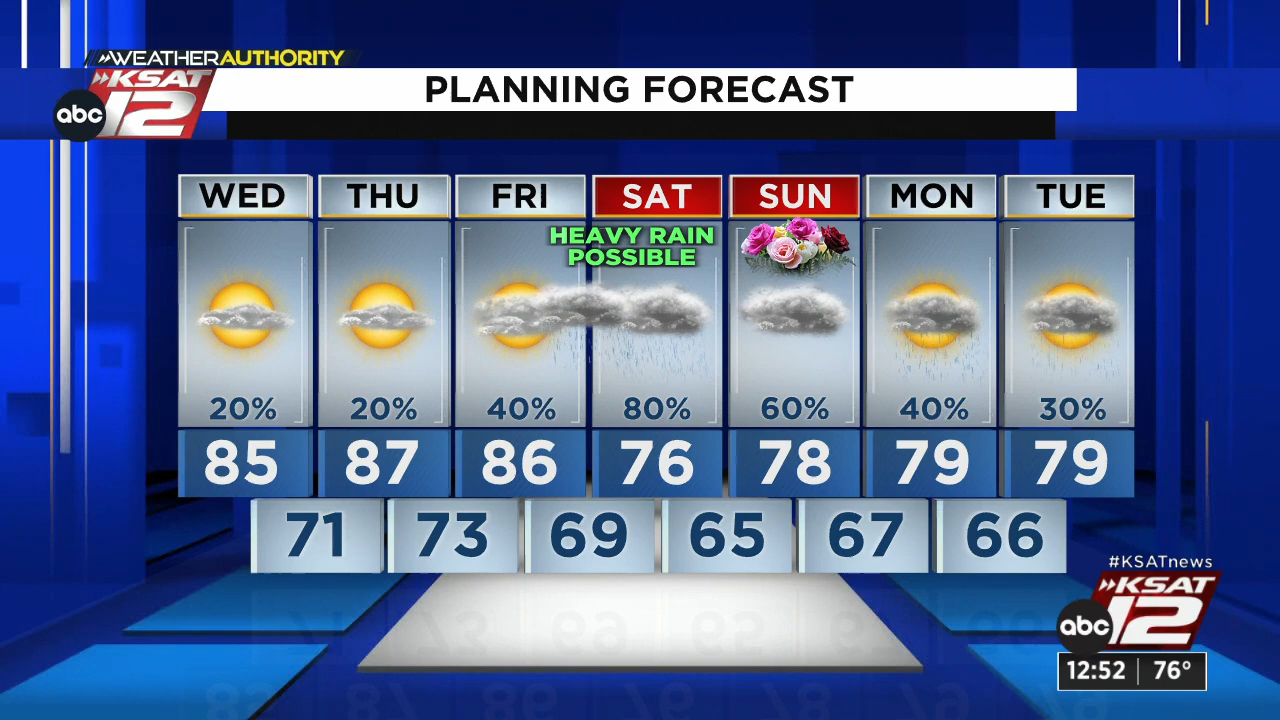 WEATHERAUTHORITY
KSAT
abc 12
PLANNING FORECAST
WED THU FRI SAT SUN MON TUE
HEAVY RAIN
POSSIBLE
20% 20% 40% 80% 60% 40% 30%
85 87 86 76 78 79 79
71 73 69 65 67 66
#KSATnews
KSAT
abc 12
12:52 76°